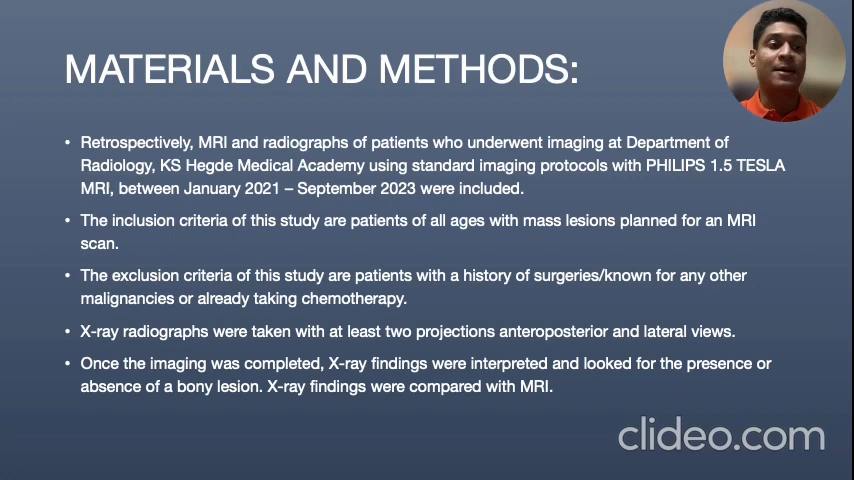 MATERIALS AND METHODS:
• Retrospectively, MRI and radiographs of patients who underwent imaging at Department of
Radiology, KS Hegde Medical Academy using standard imaging protocols with PHILIPS 1.5 TESLA
MRI, between January 2021 – September 2023 were included.
• The inclusion criteria of this study are patients of all ages with mass lesions planned for an MRI
scan.
• The exclusion criteria of this study are patients with a history of surgeries/known for any other
malignancies or already taking chemotherapy.
• X-ray radiographs were taken with at least two projections anteroposterior and lateral views.
• Once the imaging was completed, X-ray findings were interpreted and looked for the presence or
absence of a bony lesion. X-ray findings were compared with MRI.
clideo.com